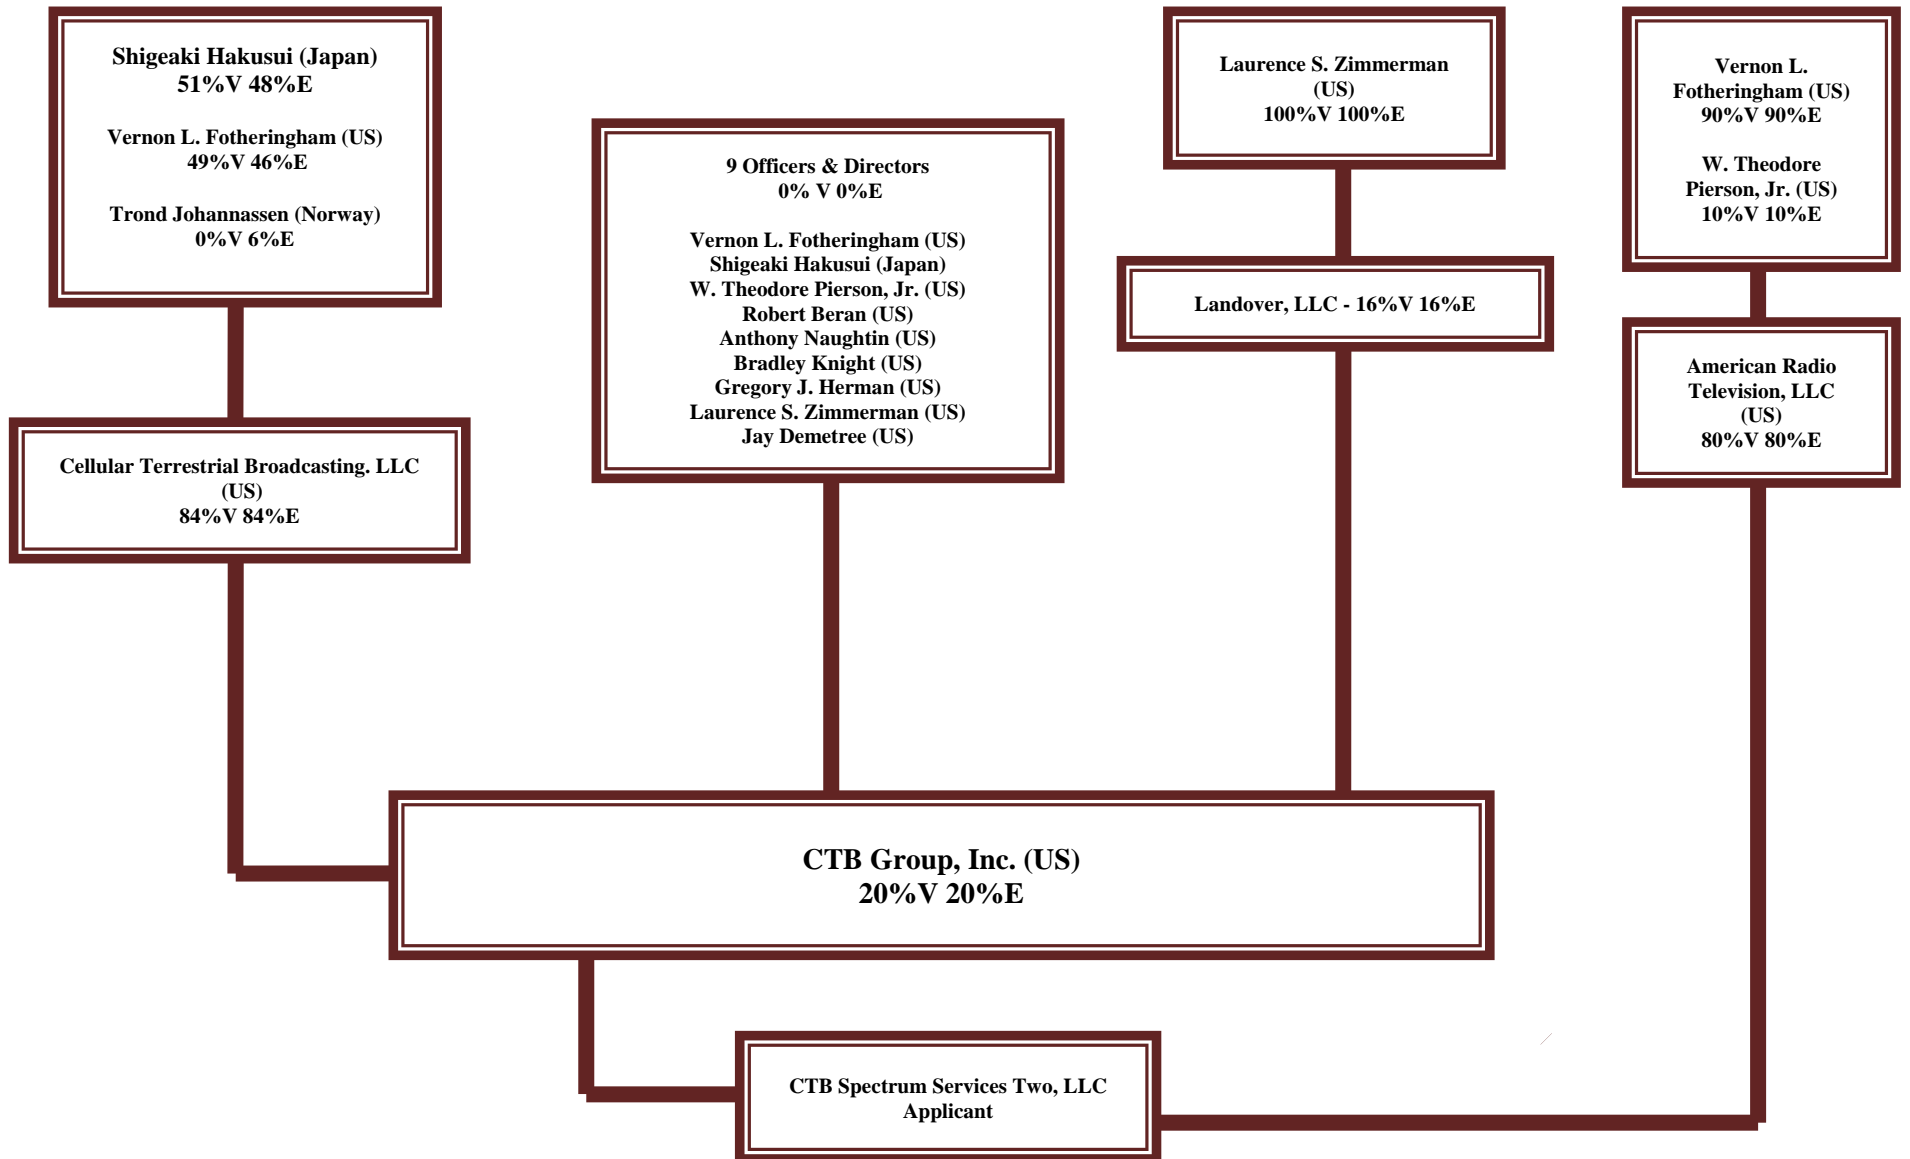 Shigeaki Hakusui (Japan)
51%V 48%E
Vernon L. Fotheringham (US)
49%V 46%E
Trond Johannassen (Norway)
0%V 6%E
Cellular Terrestrial Broadcasting. LLC
(US)
84%V 84%E
9 Officers & Directors
0% V 0%E
Vernon L. Fotheringham (US)
Shigeaki Hakusui (Japan)
W. Theodore Pierson, Jr. (US)
Robert Beran (US)
Anthony Naughtin (US)
Bradley Knight (US)
Gregory J. Herman (US)
Laurence S. Zimmerman (US)
Jay Demetree (US)
Laurence S. Zimmerman
(US)
100%V 100%E
Landover, LLC - 16%V 16%E
Vernon L.
Fotheringham (US)
90%V 90%E
W. Theodore
Pierson, Jr. (US)
10%V 10%E
American Radio
Television, LLC
(US)
80%V 80%E
CTB Group, Inc. (US)
20%V 20%E
CTB Spectrum Services Two, LLC
Applicant